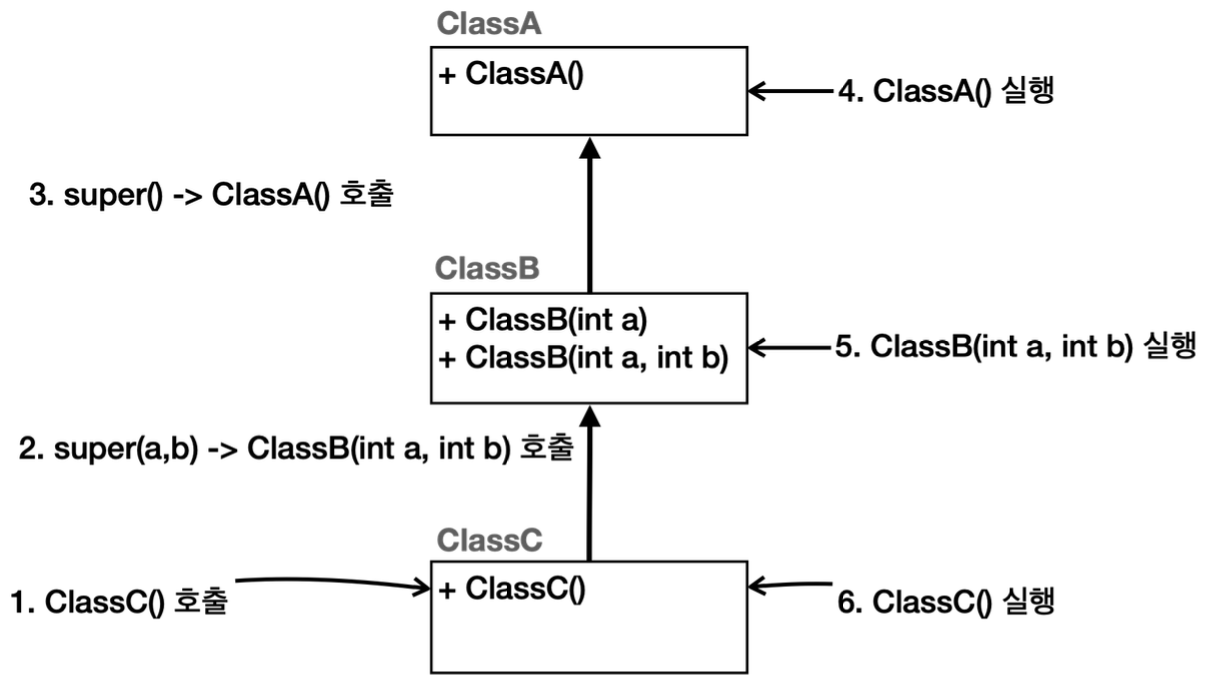 ClassA
+ ClassA()
4. ClassA() 실행
3. super() -> ClassA() 호출
ClassB
+ ClassB(int a)
+ ClassB(int a, int b)
5. ClassB(int a, int b) 실행
2. super(a,b) -> ClassB(int a, int b) 호출
ClassC
1. ClassC() 호출
+ ClassC()
6. ClassC() 실행